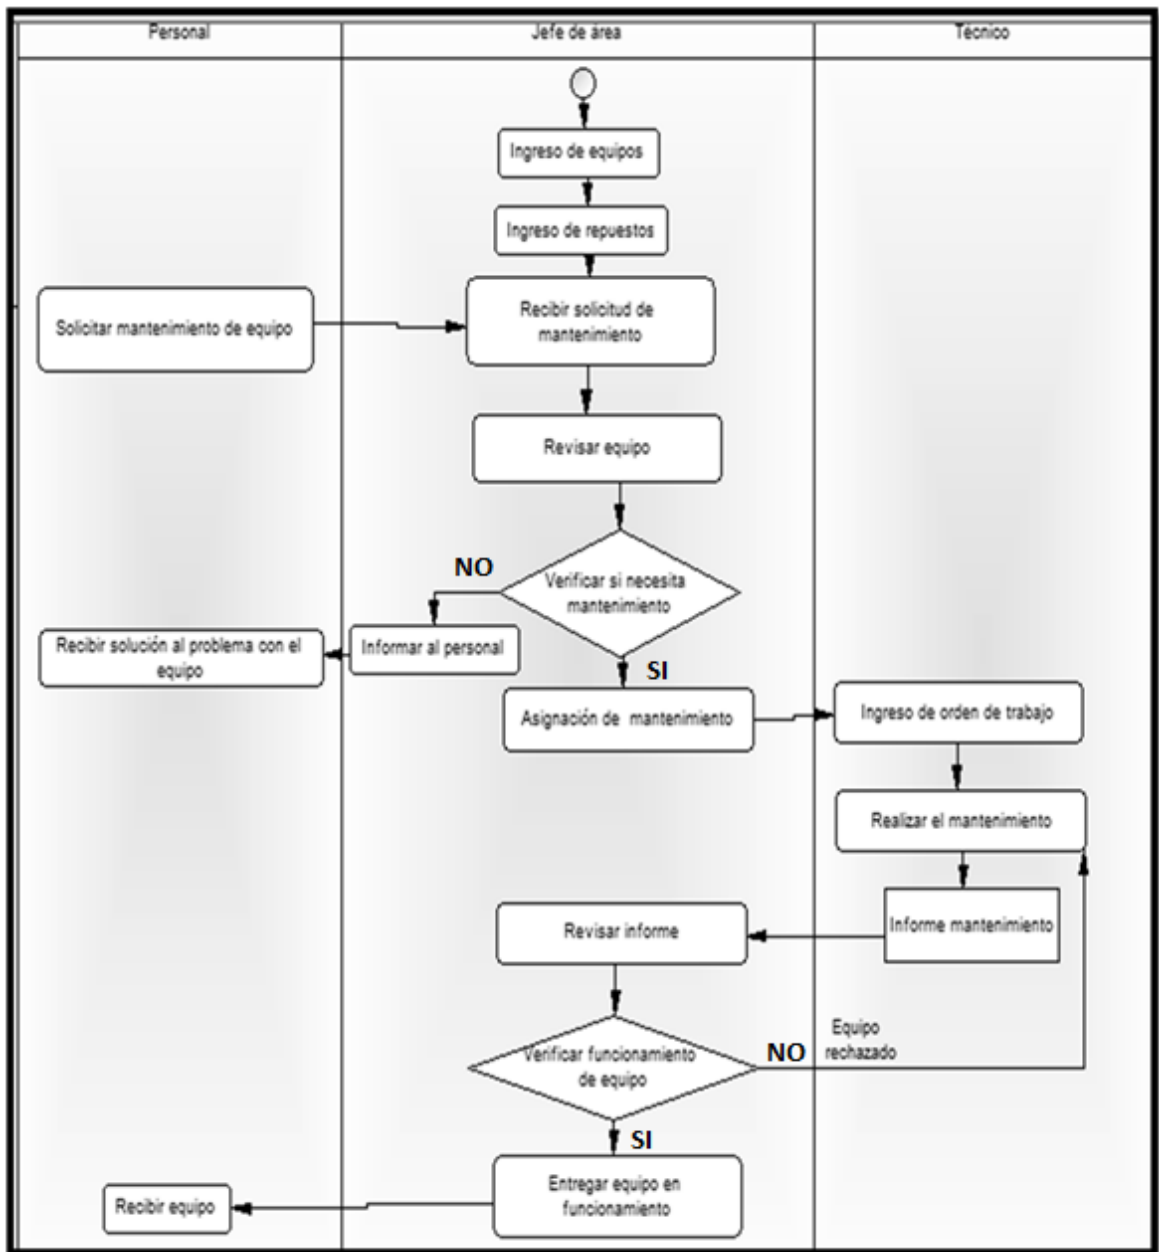 Personal
Jefe de área
Técnico
Ingreso de equipos
Ingreso de repuestos
Solicitar mantenimiento de equipo
Recibir solicitud de
mantenimiento
Revisar equipo
NO
Verificar si necesita
mantenimiento
Recibir solución al problema con el
equipo
Informar al personal
SI
Asignación de mantenimiento
Ingreso de orden de trabajo
Realizar el mantenimiento
Informe mantenimiento
Revisar informe
Verificar funcionamiento
de equipo
NO
Equipo
rechazado
SI
Entregar equipo en
funcionamiento
Recibir equipo